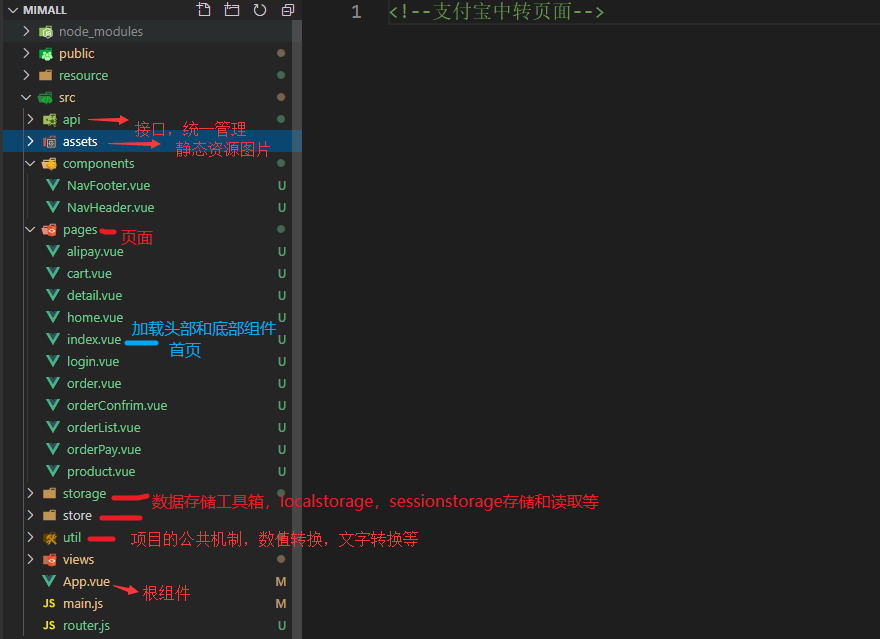 MIMALL
1 <!--支付宝中转页面-->
node_modules
public
resource
src
api 接口，统一管理
assets 静态资源图片
components
NavFooter.vue U
NavHeader.vue U
pages 页面
alipay.vue U
cart.vue U
detail.vue U
home.vue U
加载头部和底部组件
index.vue U
首页
login.vue U
order.vue U
orderConfrim.vue U
orderList.vue U
orderPay.vue U
product.vue U
storage 数据存储工具箱，localstorage，sessionstorage存储和读取等
store
util 项目的公共机制，数值转换，文字转换等
views
App.vue M
根组件
JS main.js M
JS router.js U